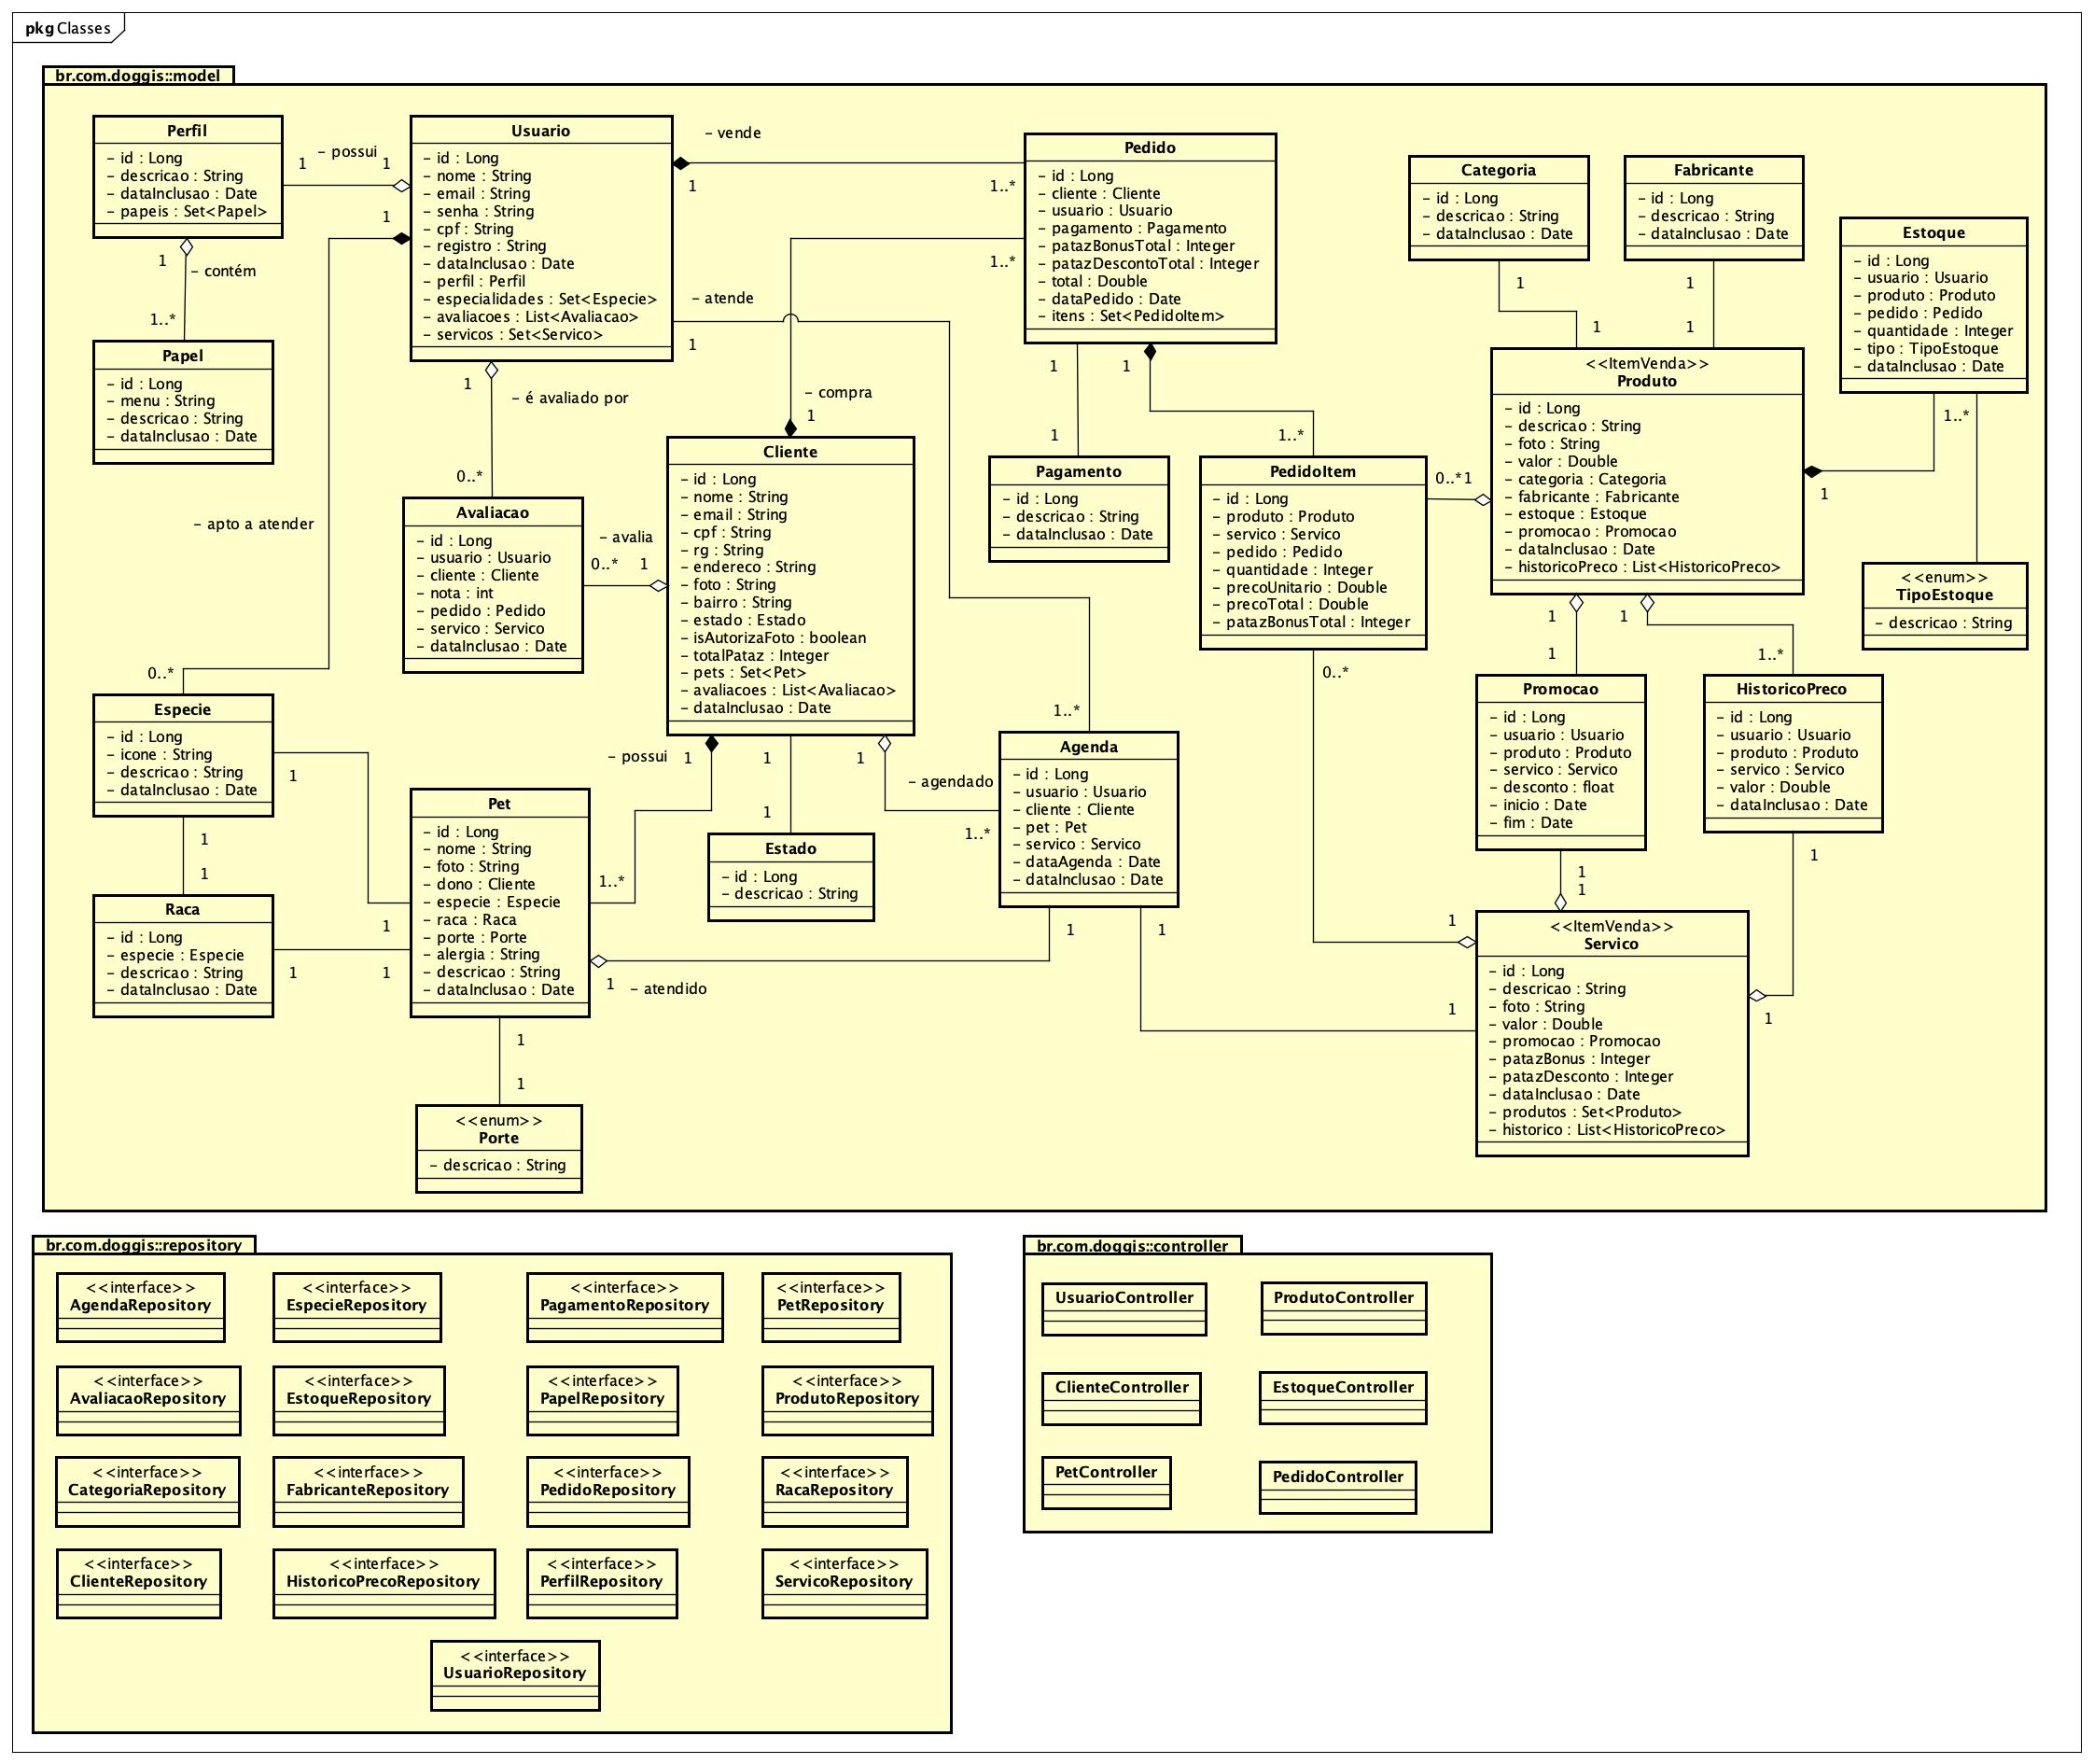 pkg Classes
br.com.doggis::model
Perfil
– id : Long
– descricao : String
– dataInclusao : Date
– papeis : Set<Papel>
1
– possui
1
Usuario
– id : Long
– nome : String
– email : String
– senha : String
– cpf : String
– registro : String
– dataInclusao : Date
– perfil : Perfil
– especialidades : Set<Especie>
– avaliacoes : List<Avaliacao>
– servicos : Set<Servico>
1
– vende
1
1..*
Pedido
– id : Long
– cliente : Cliente
– usuario : Usuario
– pagamento : Pagamento
– patazBonusTotal : Integer
– patazDescontoTotal : Integer
– total : Double
– dataPedido : Date
– itens : Set<PedidoItem>
1..*
Categoria
– id : Long
– descricao : String
– dataInclusao : Date
Fabricante
– id : Long
– descricao : String
– dataInclusao : Date
Estoque
– id : Long
– usuario : Usuario
– produto : Produto
– pedido : Pedido
– quantidade : Integer
– tipo : TipoEstoque
– dataInclusao : Date
1
– contém
1..*
– atende
1
1
1
1
1
Papel
– id : Long
– menu : String
– descricao : String
– dataInclusao : Date
1
– é avaliado por
0..*
– compra
1
1
1
1
1..*
<<ItemVenda>>
Produto
– id : Long
– descricao : String
– foto : String
– valor : Double
– categoria : Categoria
– fabricante : Fabricante
– estoque : Estoque
– promocao : Promocao
– dataInclusao : Date
– historicoPreco : List<HistoricoPreco>
1..*
1
Cliente
– id : Long
– nome : String
– email : String
– cpf : String
– rg : String
– endereco : String
– foto : String
– bairro : String
– estado : Estado
– isAutorizaFoto : boolean
– totalPataz : Integer
– pets : Set<Pet>
– avaliacoes : List<Avaliacao>
– dataInclusao : Date
Pagamento
– id : Long
– descricao : String
– dataInclusao : Date
PedidoItem
– id : Long
– produto : Produto
– servico : Servico
– pedido : Pedido
– quantidade : Integer
– precoUnitario : Double
– precoTotal : Double
– patazBonusTotal : Integer
0..*
1
– apto a atender
0..*
Avaliacao
– id : Long
– usuario : Usuario
– cliente : Cliente
– nota : int
– pedido : Pedido
– servico : Servico
– dataInclusao : Date
– avalia
0..*
1
<<enum>>
TipoEstoque
– descricao : String
1
1
1
1..*
0..*
Especie
– id : Long
– icone : String
– descricao : String
– dataInclusao : Date
1
1
1
– possui
1
1..*
1
1
1
– agendado
1..*
1..*
Agenda
– id : Long
– usuario : Usuario
– cliente : Cliente
– pet : Pet
– servico : Servico
– dataAgenda : Date
– dataInclusao : Date
Promocao
– id : Long
– usuario : Usuario
– produto : Produto
– servico : Servico
– desconto : float
– inicio : Date
– fim : Date
HistoricoPreco
– id : Long
– usuario : Usuario
– produto : Produto
– servico : Servico
– valor : Double
– dataInclusao : Date
Pet
– id : Long
– nome : String
– foto : String
– dono : Cliente
– especie : Especie
– raca : Raca
– porte : Porte
– alergia : String
– descricao : String
– dataInclusao : Date
Estado
– id : Long
– descricao : String
Raca
– id : Long
– especie : Especie
– descricao : String
– dataInclusao : Date
1
1
1
1
– atendido
1
1
1
1
1
1
1
1
<<ItemVenda>>
Servico
– id : Long
– descricao : String
– foto : String
– valor : Double
– promocao : Promocao
– patazBonus : Integer
– patazDesconto : Integer
– dataInclusao : Date
– produtos : Set<Produto>
– historico : List<HistoricoPreco>
1
1
<<enum>>
Porte
– descricao : String
br.com.doggis::repository
<<interface>>
AgendaRepository
<<interface>>
EspecieRepository
<<interface>>
PagamentoRepository
<<interface>>
PetRepository
<<interface>>
AvaliacaoRepository
<<interface>>
EstoqueRepository
<<interface>>
PapelRepository
<<interface>>
ProdutoRepository
<<interface>>
CategoriaRepository
<<interface>>
FabricanteRepository
<<interface>>
PedidoRepository
<<interface>>
RacaRepository
<<interface>>
ClienteRepository
<<interface>>
HistoricoPrecoRepository
<<interface>>
PerfilRepository
<<interface>>
ServicoRepository
<<interface>>
UsuarioRepository
br.com.doggis::controller
UsuarioController
ProdutoController
ClienteController
EstoqueController
PetController
PedidoController